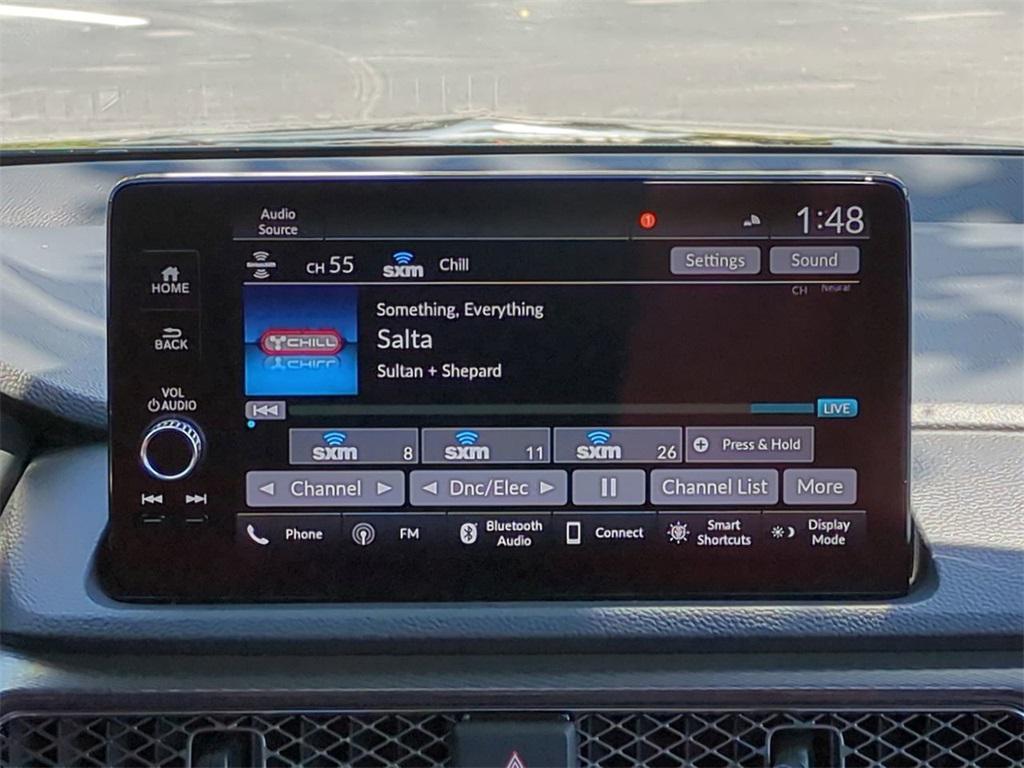 Audio
Source
1
1:48
HOME
CH 55
sxm
Chill
Settings
Sound
CH
Neural
BACK
CHILL
Something, Everything
Salta
Sultan + Shepard
VOL
AUDIO
LIVE
sxm 8
sxm 11
sxm 26
Press & Hold
Channel
Dnc/Elec
Channel List
More
Phone
FM
Bluetooth
Audio
Connect
Smart
Shortcuts
Display
Mode